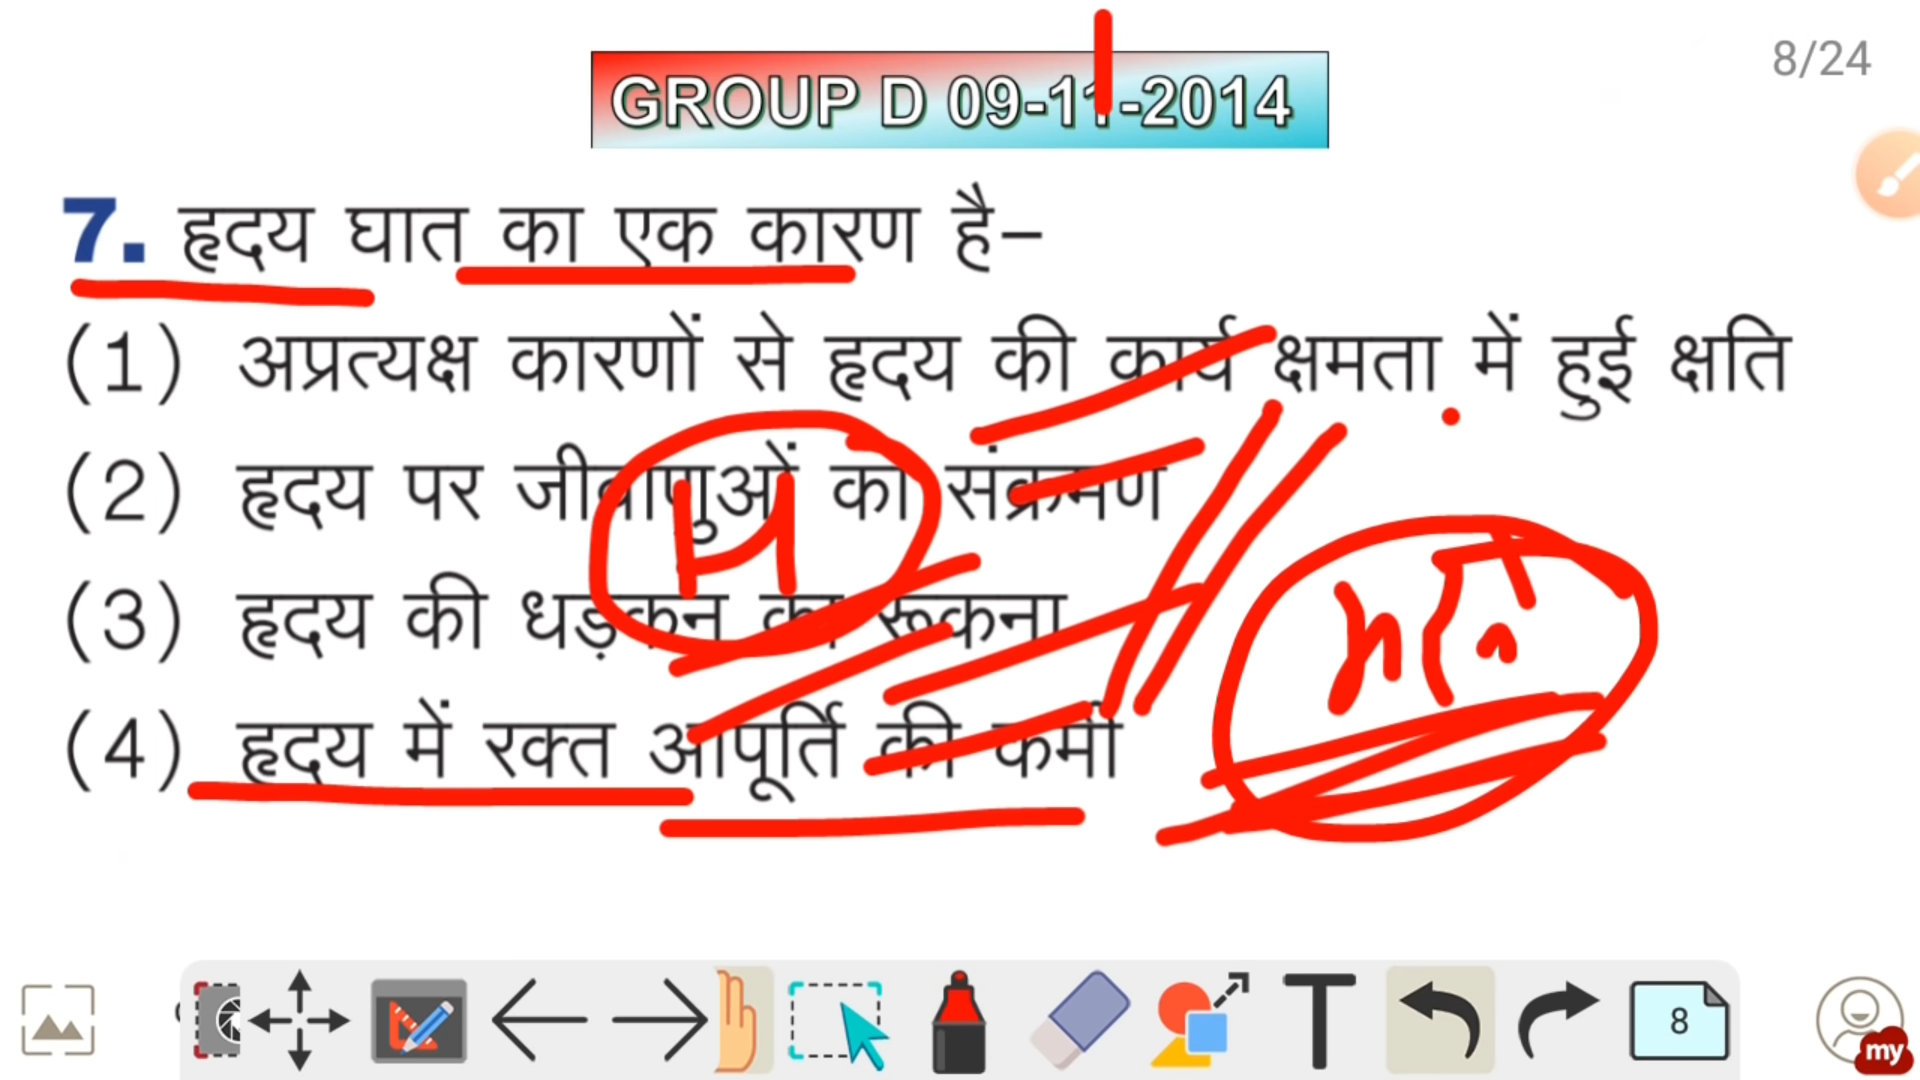 8/24
GROUP D 09-11-2014
7. हृदय घात का एक कारण है–
(1) अप्रत्यक्ष कारणों से हृदय की कार्य क्षमता में हुई क्षति
(2) हृदय पर जीवाणुओं का संक्रमण
(3) हृदय की धड़कन का रूकना
(4) हृदय में रक्त आपूर्ति की कमी
8
my